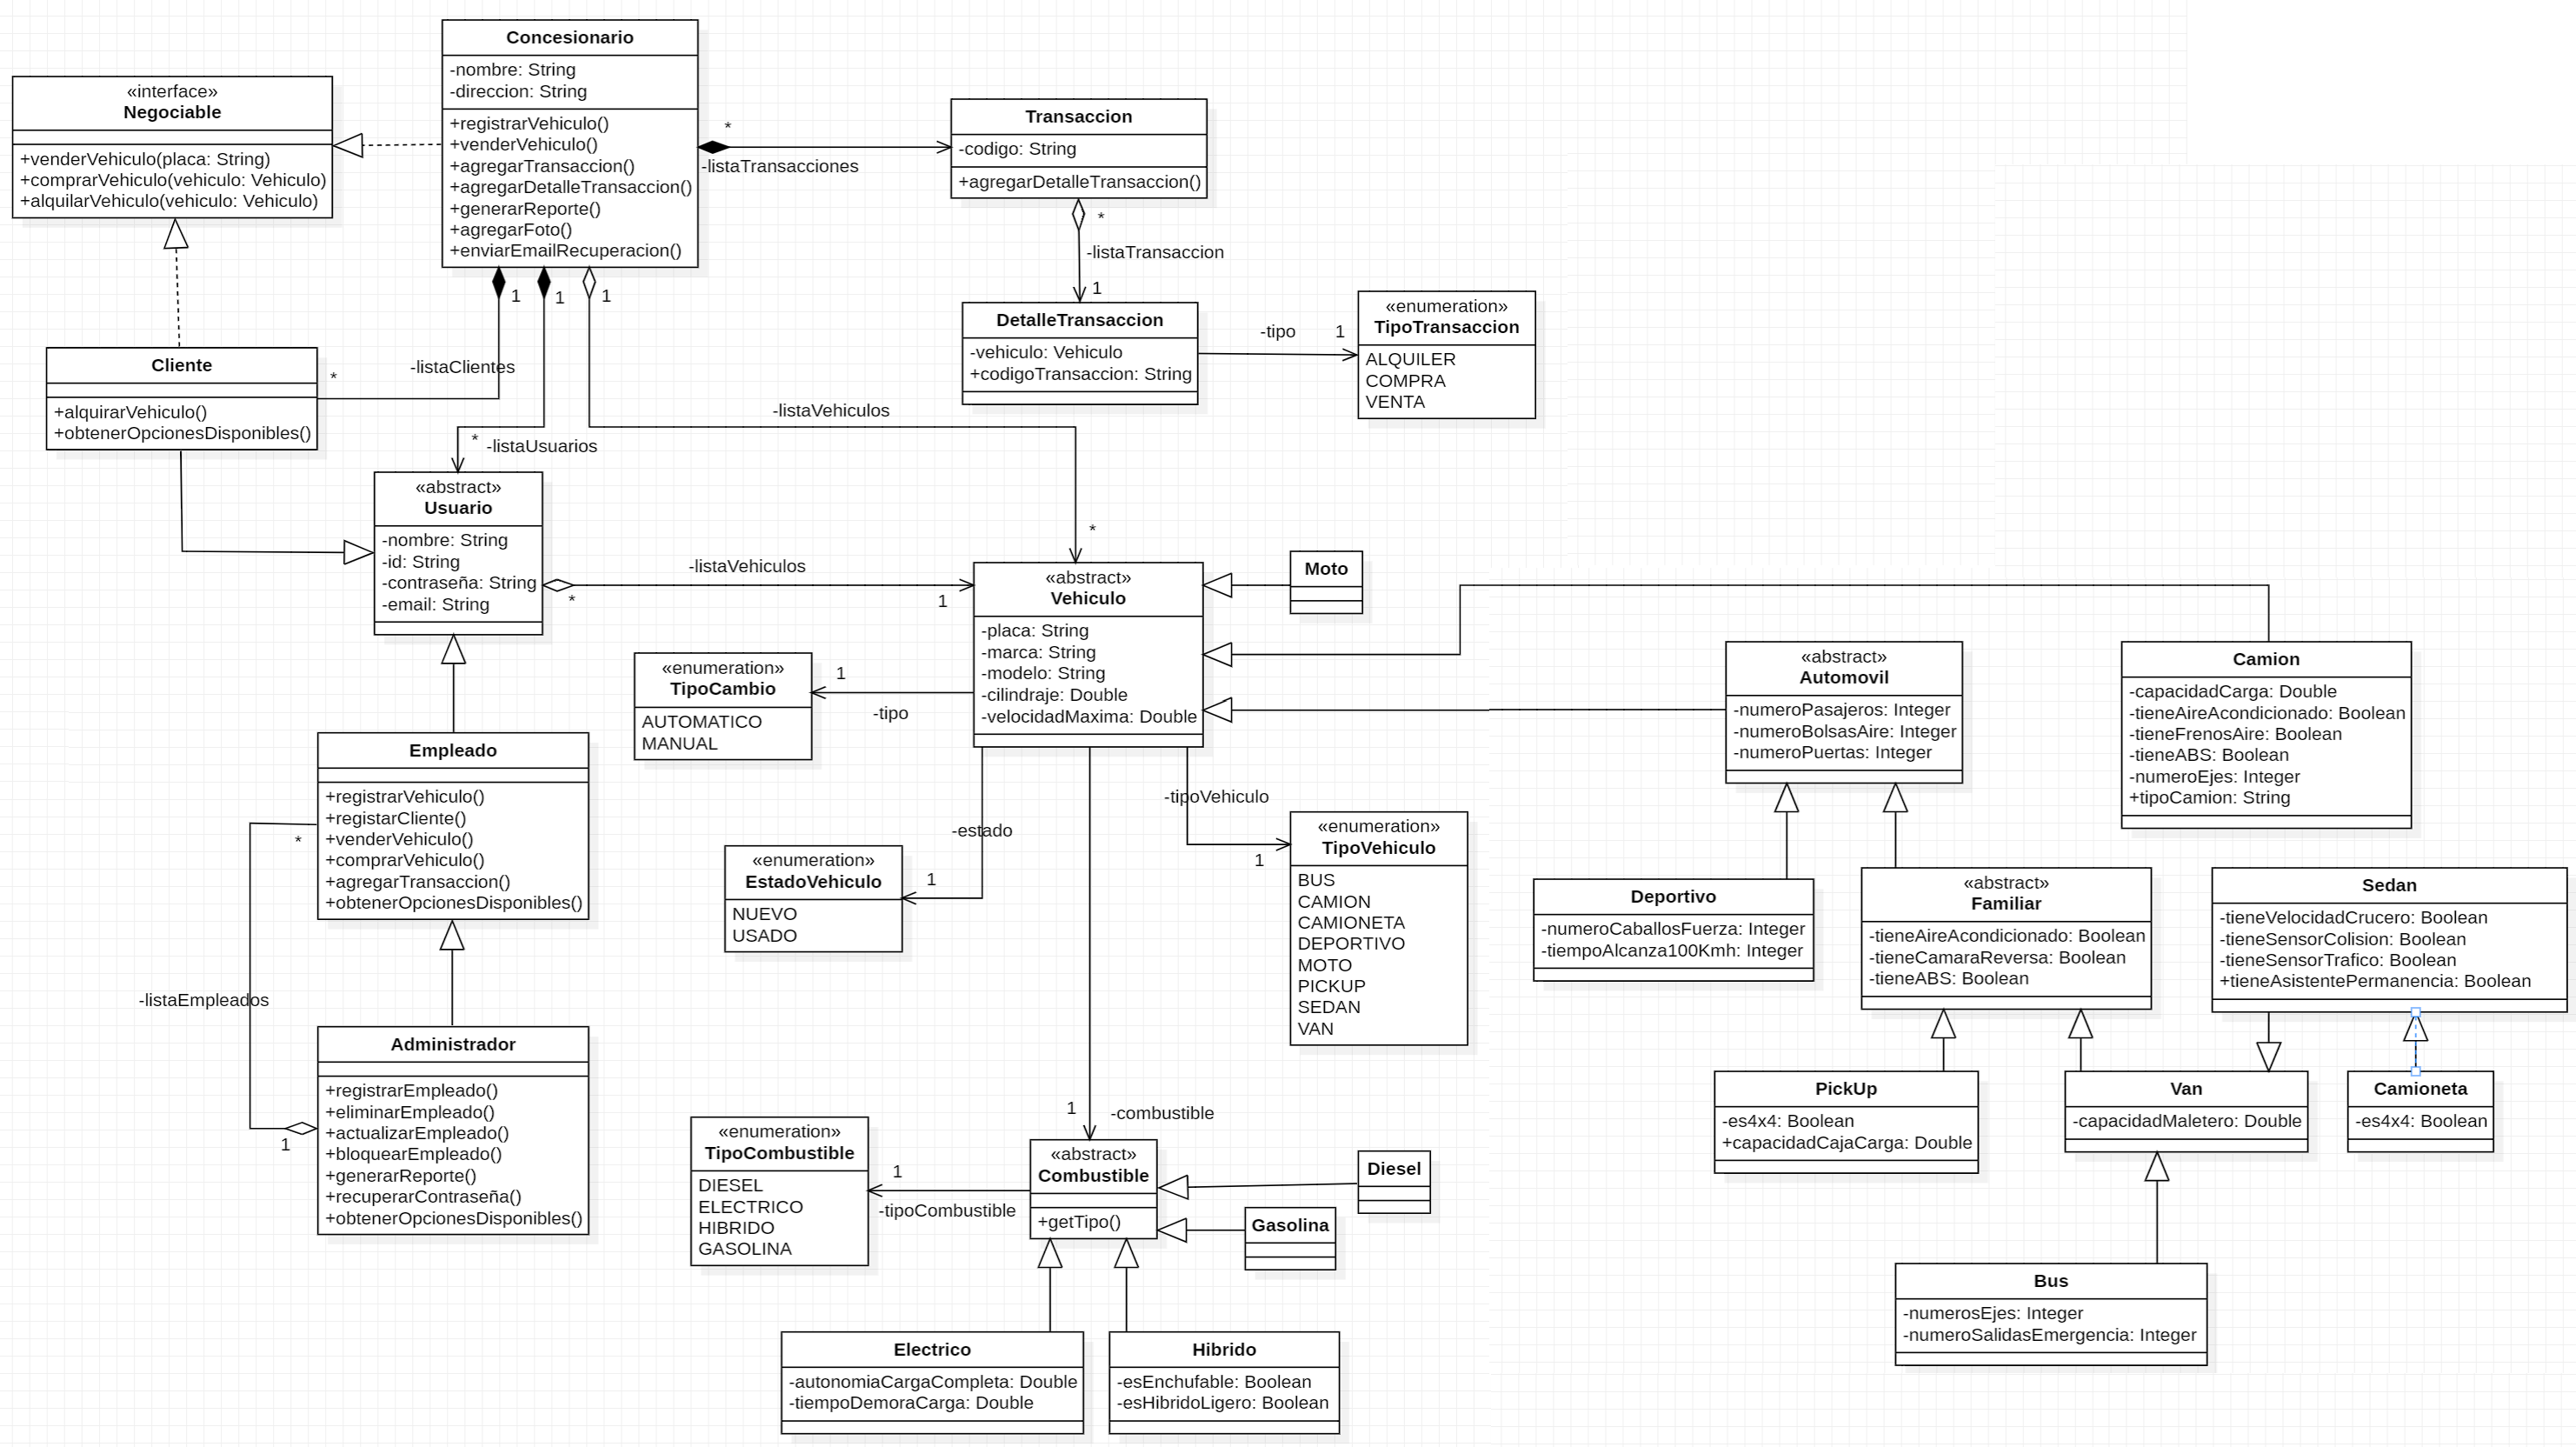 Concesionario
-nombre: String
-direccion: String
+registrarVehiculo()
+venderVehiculo()
+agregarTransaccion()
+agregarDetalleTransaccion()
+generarReporte()
+agregarFoto()
+enviarEmailRecuperacion()
«interface»
Negociable
+venderVehiculo(placa: String)
+comprarVehiculo(vehiculo: Vehiculo)
+alquilarVehiculo(vehiculo: Vehiculo)
*
-listaTransacciones
Transaccion
-codigo: String
+agregarDetalleTransaccion()
*
-listaTransaccion
1
DetalleTransaccion
-vehiculo: Vehiculo
+codigoTransaccion: String
-tipo
1
«enumeration»
TipoTransaccion
ALQUILER
COMPRA
VENTA
1
1
1
Cliente
+alquirarVehiculo()
+obtenerOpcionesDisponibles()
*
-listaClientes
*
-listaUsuarios
-listaVehiculos
*
«abstract»
Usuario
-nombre: String
-id: String
-contraseña: String
-email: String
-listaVehiculos
*
1
«abstract»
Vehiculo
-placa: String
-marca: String
-modelo: String
-cilindraje: Double
-velocidadMaxima: Double
Moto
«enumeration»
TipoCambio
AUTOMATICO
MANUAL
1
-tipo
«abstract»
Automovil
-numeroPasajeros: Integer
-numeroBolsasAire: Integer
-numeroPuertas: Integer
Camion
-capacidadCarga: Double
-tieneAireAcondicionado: Boolean
-tieneFrenosAire: Boolean
-tieneABS: Boolean
-numeroEjes: Integer
+tipoCamion: String
Empleado
+registrarVehiculo()
+registarCliente()
+venderVehiculo()
+comprarVehiculo()
+agregarTransaccion()
+obtenerOpcionesDisponibles()
*
-listaEmpleados
1
-estado
1
«enumeration»
EstadoVehiculo
NUEVO
USADO
-tipoVehiculo
1
«enumeration»
TipoVehiculo
BUS
CAMION
CAMIONETA
DEPORTIVO
MOTO
PICKUP
SEDAN
VAN
Deportivo
-numeroCaballosFuerza: Integer
-tiempoAlcanza100Kmh: Integer
«abstract»
Familiar
-tieneAireAcondicionado: Boolean
-tieneCamaraReversa: Boolean
-tieneABS: Boolean
Sedan
-tieneVelocidadCrucero: Boolean
-tieneSensorColision: Boolean
-tieneSensorTrafico: Boolean
+tieneAsistentePermanencia: Boolean
Administrador
+registrarEmpleado()
+eliminarEmpleado()
+actualizarEmpleado()
+bloquearEmpleado()
+generarReporte()
+recuperarContraseña()
+obtenerOpcionesDisponibles()
PickUp
-es4x4: Boolean
+capacidadCajaCarga: Double
Van
-capacidadMaletero: Double
Camioneta
-es4x4: Boolean
1
-combustible
«enumeration»
TipoCombustible
DIESEL
ELECTRICO
HIBRIDO
GASOLINA
1
-tipoCombustible
«abstract»
Combustible
+getTipo()
Diesel
Gasolina
Bus
-numerosEjes: Integer
-numeroSalidasEmergencia: Integer
Electrico
-autonomiaCargaCompleta: Double
-tiempoDemoraCarga: Double
Hibrido
-esEnchufable: Boolean
-esHibridoLigero: Boolean